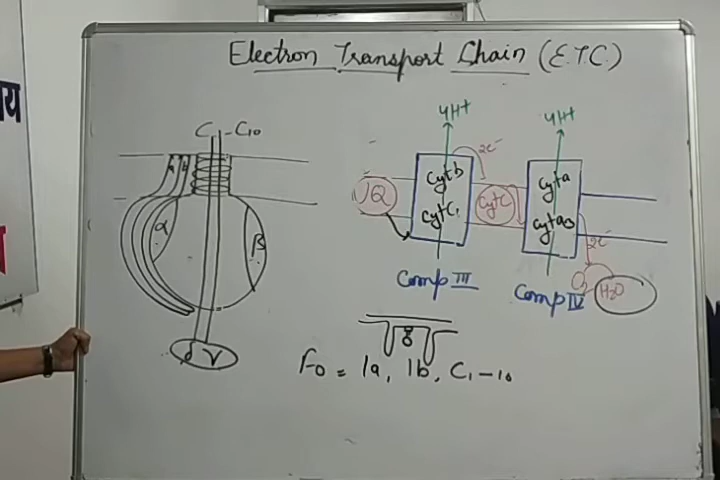 Electron Transport Chain (E.T.C.)
C1-C10
a b
α
β
δ γ
4H+
4H+
2e-
Q
Cyt b
Cyt C1
Cyt C
Cyt a
Cyt a3
2e-
O2
H2O
Comp III
Comp IV
8
FO = 1a, 1b, C1-10
य